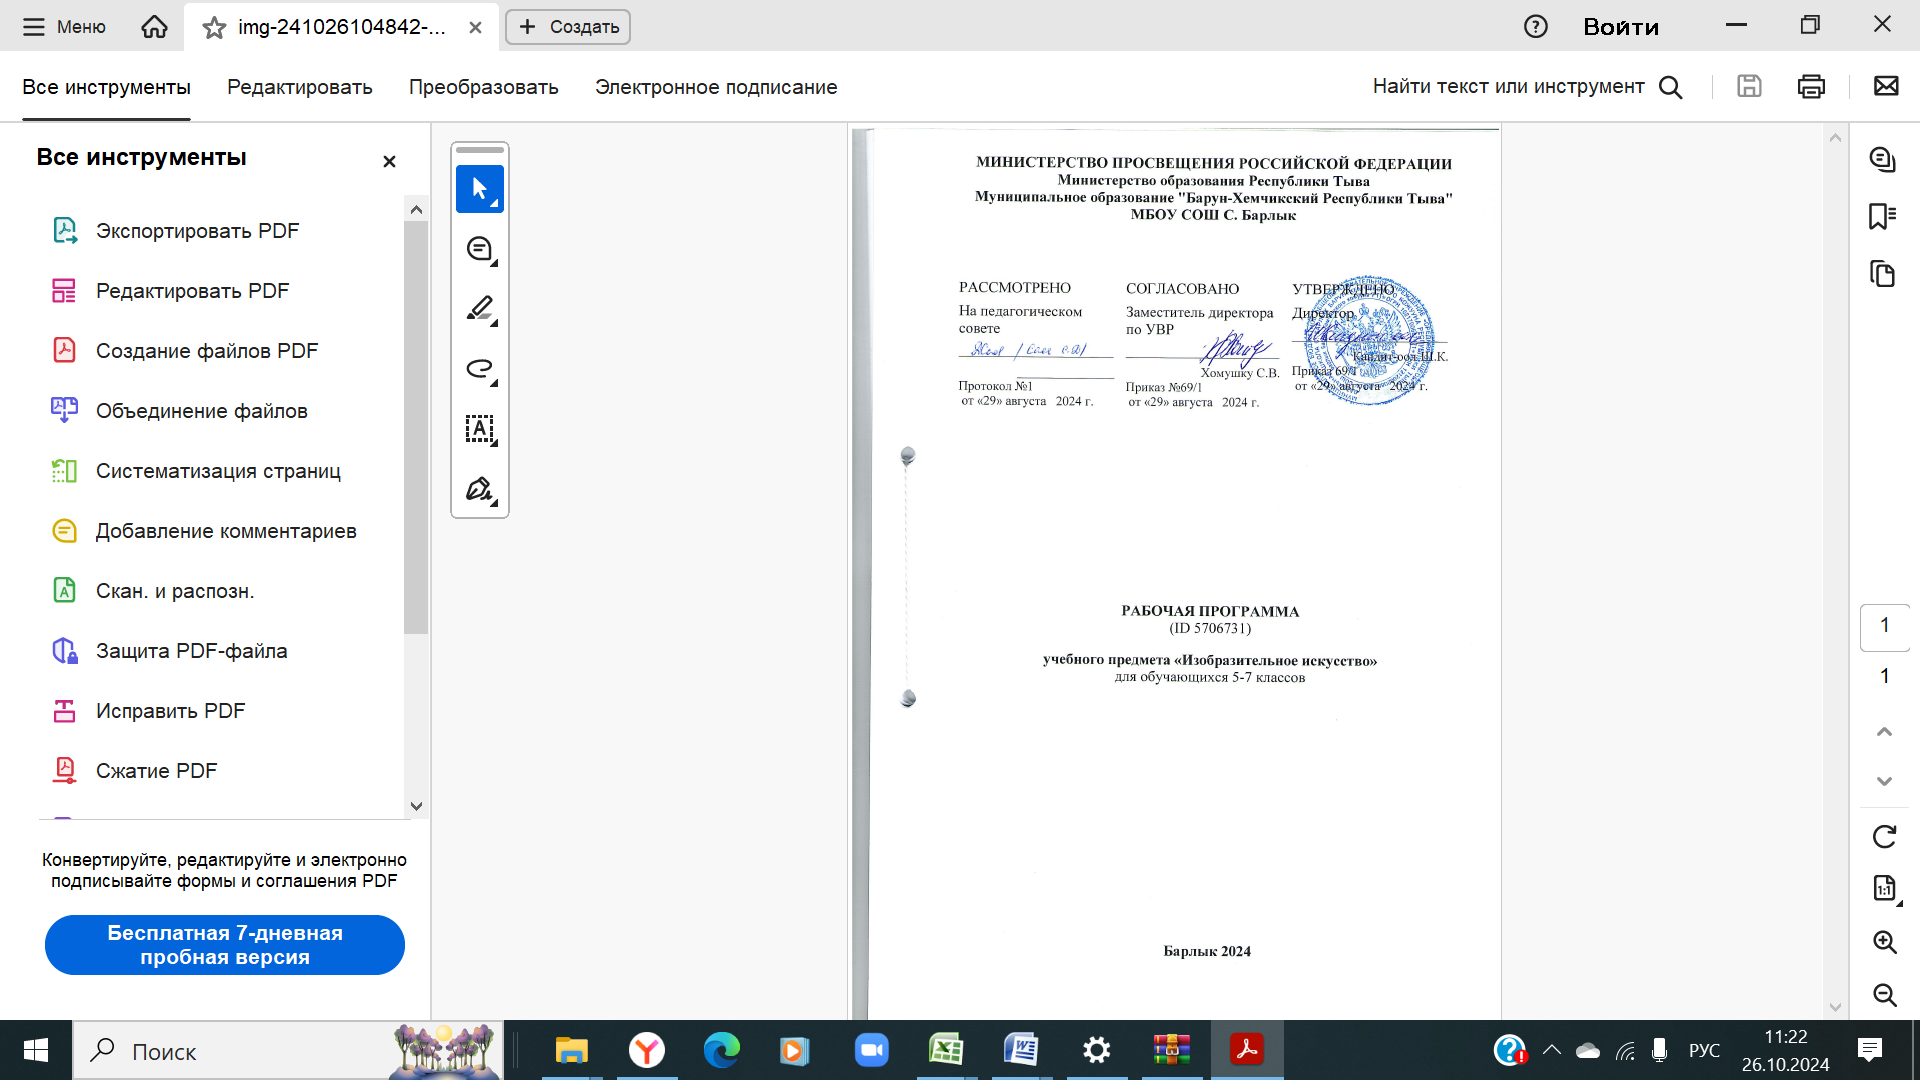 Меню
img-241026104842-...
Создать
Войти
Все инструменты
Редактировать
Преобразовать
Электронное подписание
Найти текст или инструмент
Все инструменты
Экспортировать PDF
Редактировать PDF
Создание файлов PDF
Объединение файлов
Систематизация страниц
Добавление комментариев
Скан. и распозн.
Защита PDF-файла
Исправить PDF
Сжатие PDF
Конвертируйте, редактируйте и электронно
подписывайте формы и соглашения PDF
Бесплатная 7-дневная
пробная версия
МИНИСТЕРСТВО ПРОСВЕЩЕНИЯ РОССИЙСКОЙ ФЕДЕРАЦИИ
Министерство образования Республики Тыва
Муниципальное образование "Барун-Хемчикский Республики Тыва"
МБОУ СОШ С. Барлык
РАССМОТРЕНО
На педагогическом
совете
Протокол №1
от «29» августа 2024 г.
СОГЛАСОВАНО
Заместитель директора
по УВР
Хомушку С.В.
Приказ №69/1
от «29» августа 2024 г.
УТВЕРЖДЕНО
Директор
Приказ 69/1
от «29» августа 2024 г.
РАБОЧАЯ ПРОГРАММА
(ID 5706731)
учебного предмета «Изобразительное искусство»
для обучающихся 5-7 классов
Барлык 2024
1
1
Поиск
РУС
11:22
26.10.2024